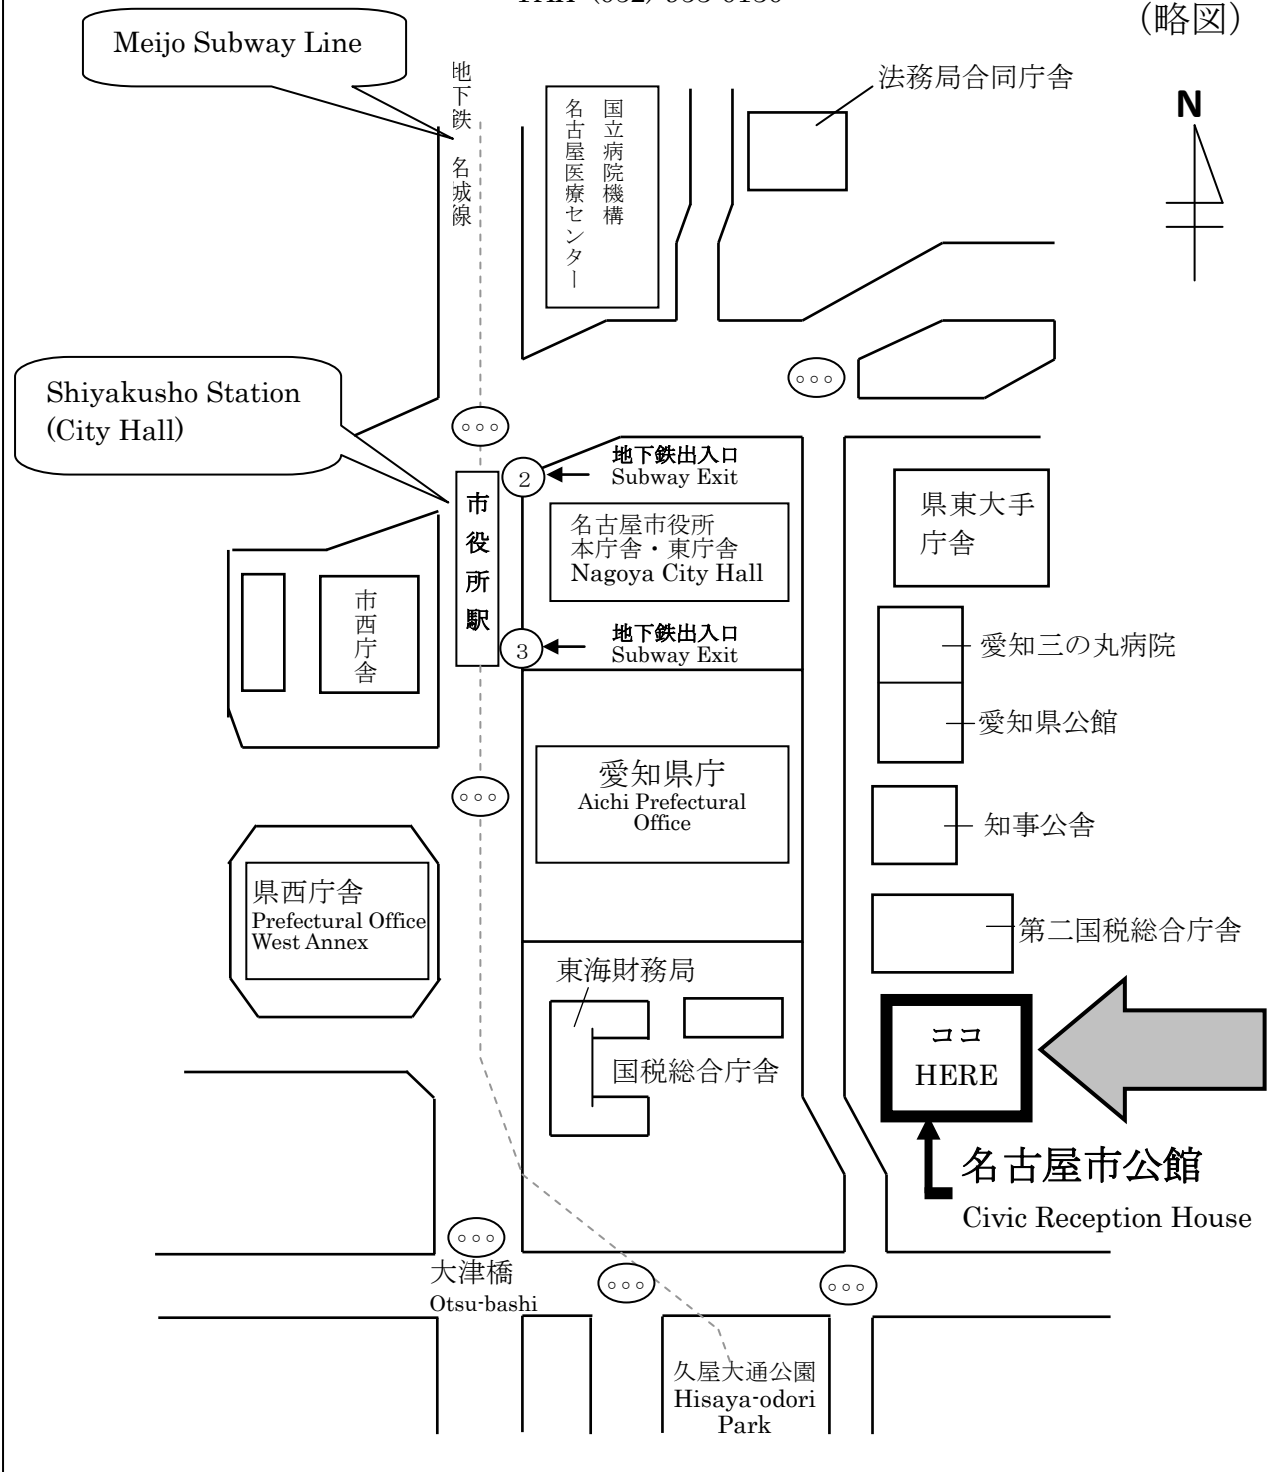 (略図)
Meijo Subway Line
地下鉄 名城線
国立病院機構
名古屋医療センター
法務局合同庁舎
N
Shiyakusho Station
(City Hall)
市役所駅
2
地下鉄出入口
Subway Exit
名古屋市役所
本庁舎・東庁舎
Nagoya City Hall
県東大手
庁舎
市西庁舎
3
地下鉄出入口
Subway Exit
愛知三の丸病院
愛知県公館
愛知県庁
Aichi Prefectural
Office
知事公舎
県西庁舎
Prefectural Office
West Annex
第二国税総合庁舎
東海財務局
国税総合庁舎
ココ
HERE
名古屋市公館
Civic Reception House
大津橋
Otsu-bashi
久屋大通公園
Hisaya-odori
Park